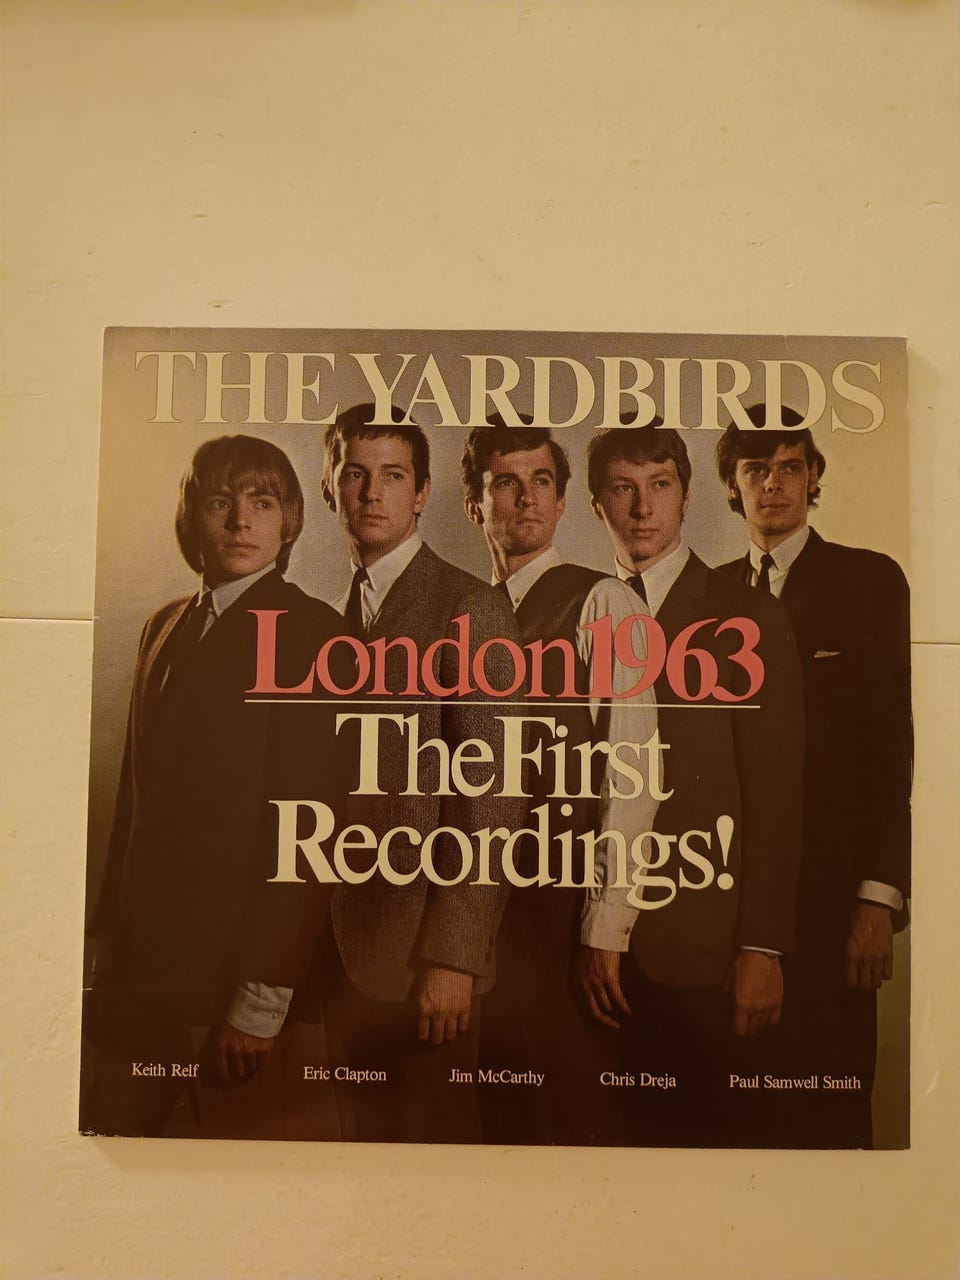 THE YARDBIRDS
London 1963
The First
Recordings!
Keith Relf Eric Clapton Jim McCarthy Chris Dreja Paul Samwell Smith